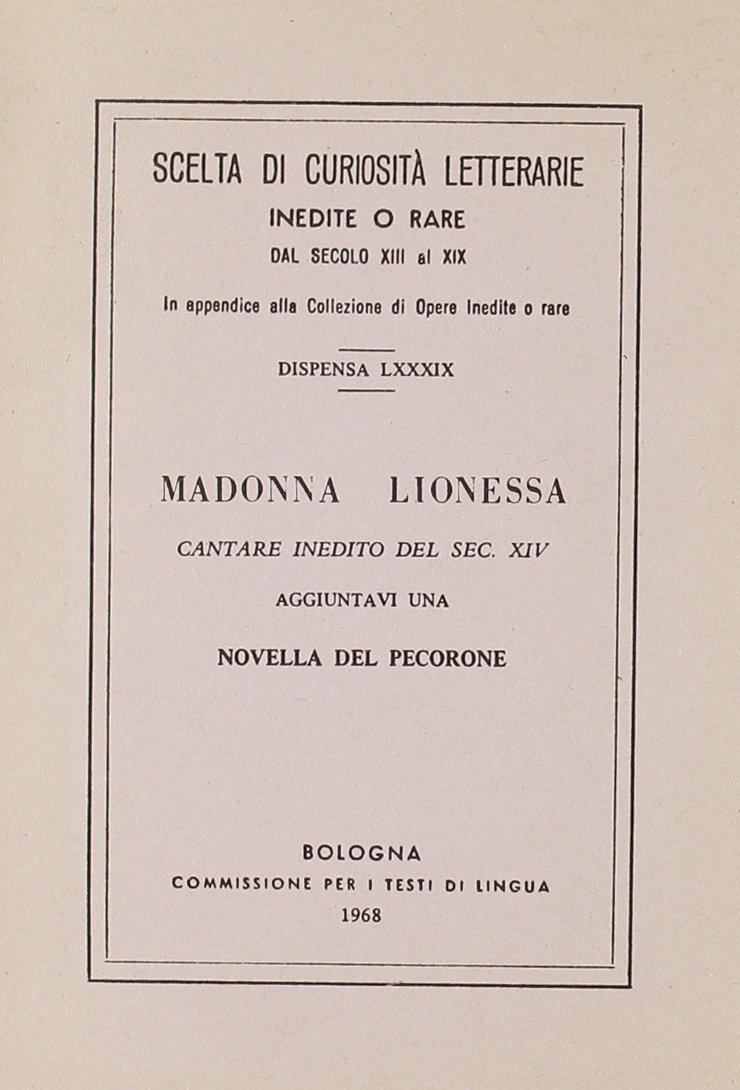 SCELTA DI CURIOSITÀ LETTERARIE
INEDITE O RARE
DAL SECOLO XIII al XIX
In appendice alla Collezione di Opere Inedite o rare
DISPENSA LXXXIX
MADONNA LIONESSA
CANTARE INEDITO DEL SEC. XIV
AGGIUNTAVI UNA
NOVELLA DEL PECORONE
BOLOGNA
COMMISSIONE PER I TESTI DI LINGUA
1968